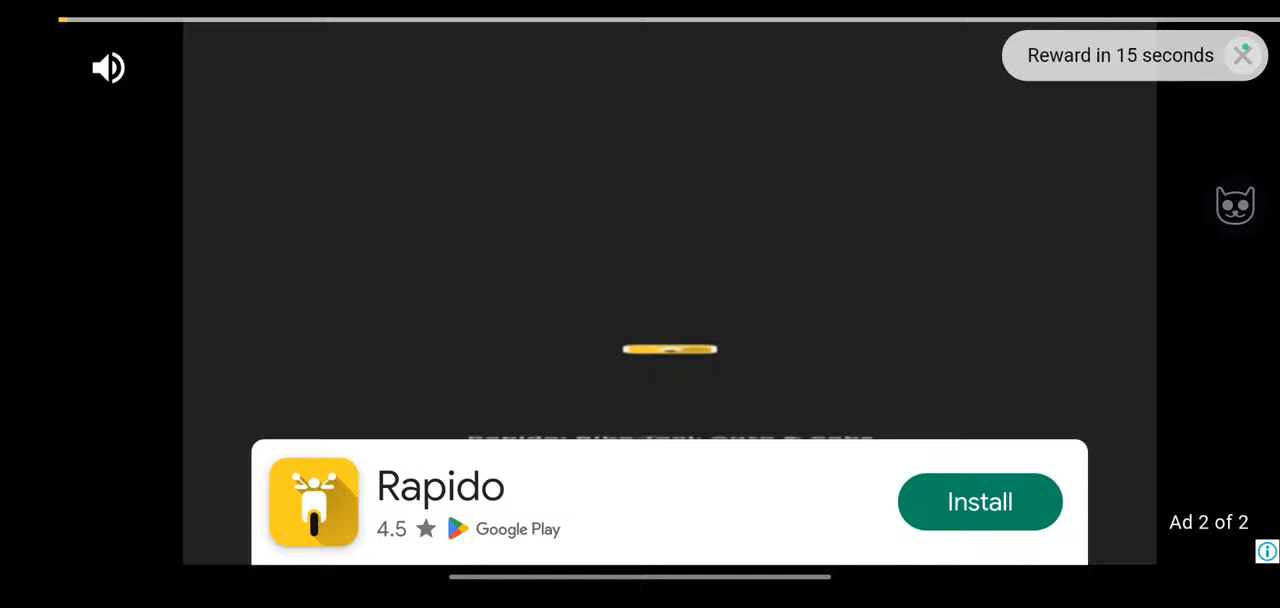 Reward in 15 seconds
Rapido
4.5 ★ Google Play
Install
Ad 2 of 2